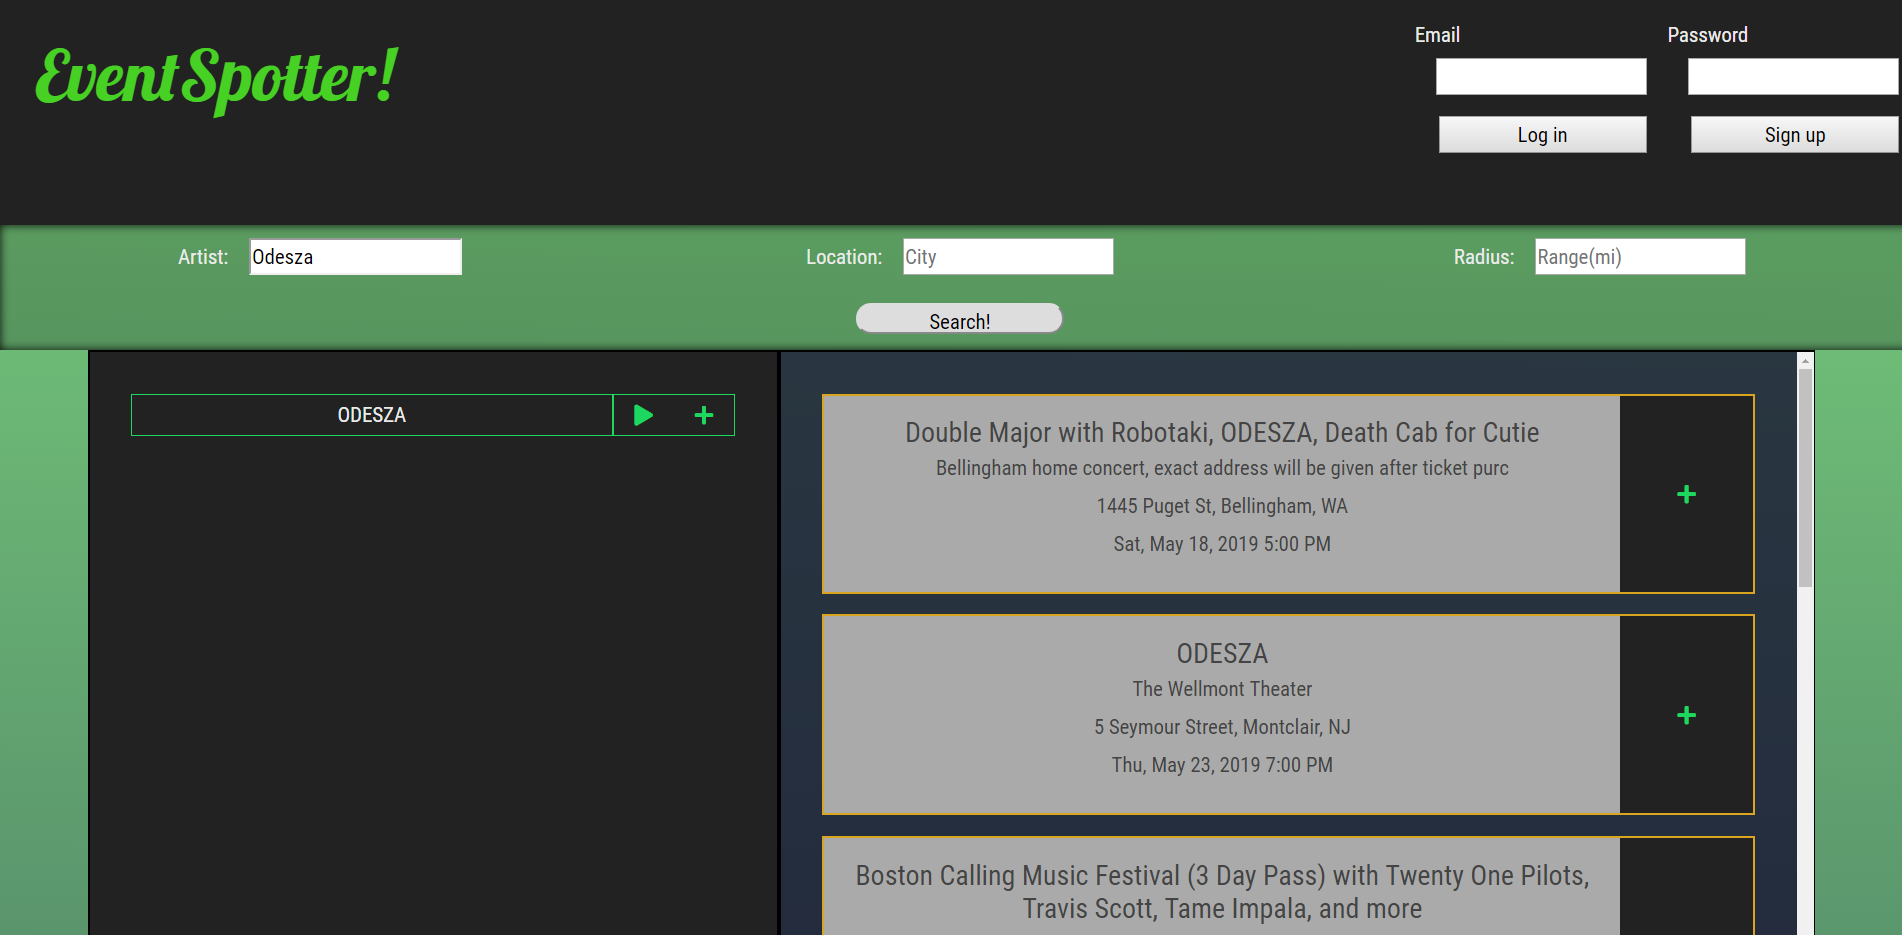 EventSpotter!
Email
Password
Log in
Sign up
Artist:
Odesza
Location:
City
Radius:
Range(mi)
Search!
ODESZA
Double Major with Robotaki, ODESZA, Death Cab for Cutie
Bellingham home concert, exact address will be given after ticket purc
1445 Puget St, Bellingham, WA
Sat, May 18, 2019 5:00 PM
ODESZA
The Wellmont Theater
5 Seymour Street, Montclair, NJ
Thu, May 23, 2019 7:00 PM
Boston Calling Music Festival (3 Day Pass) with Twenty One Pilots,
Travis Scott, Tame Impala, and more